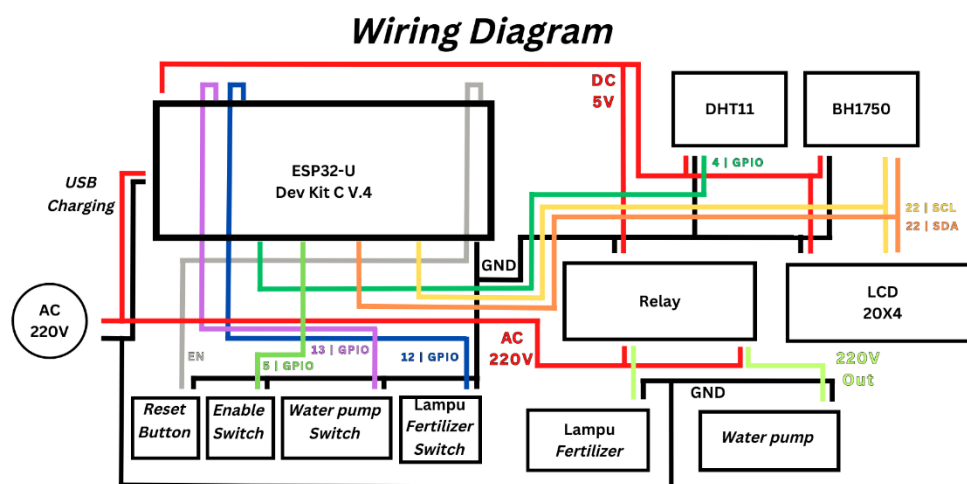 Wiring Diagram
DC
5V
DHT11
BH1750
ESP32-U
Dev Kit C V.4
4 | GPIO
USB
Charging
22 | SCL
22 | SDA
GND
AC
220V
Relay
LCD
20X4
EN
13 | GPIO
5 | GPIO
12 | GPIO
AC
220V
220V
Out
GND
Reset
Button
Enable
Switch
Water pump
Switch
Lampu
Fertilizer
Switch
Lampu
Fertilizer
Water pump